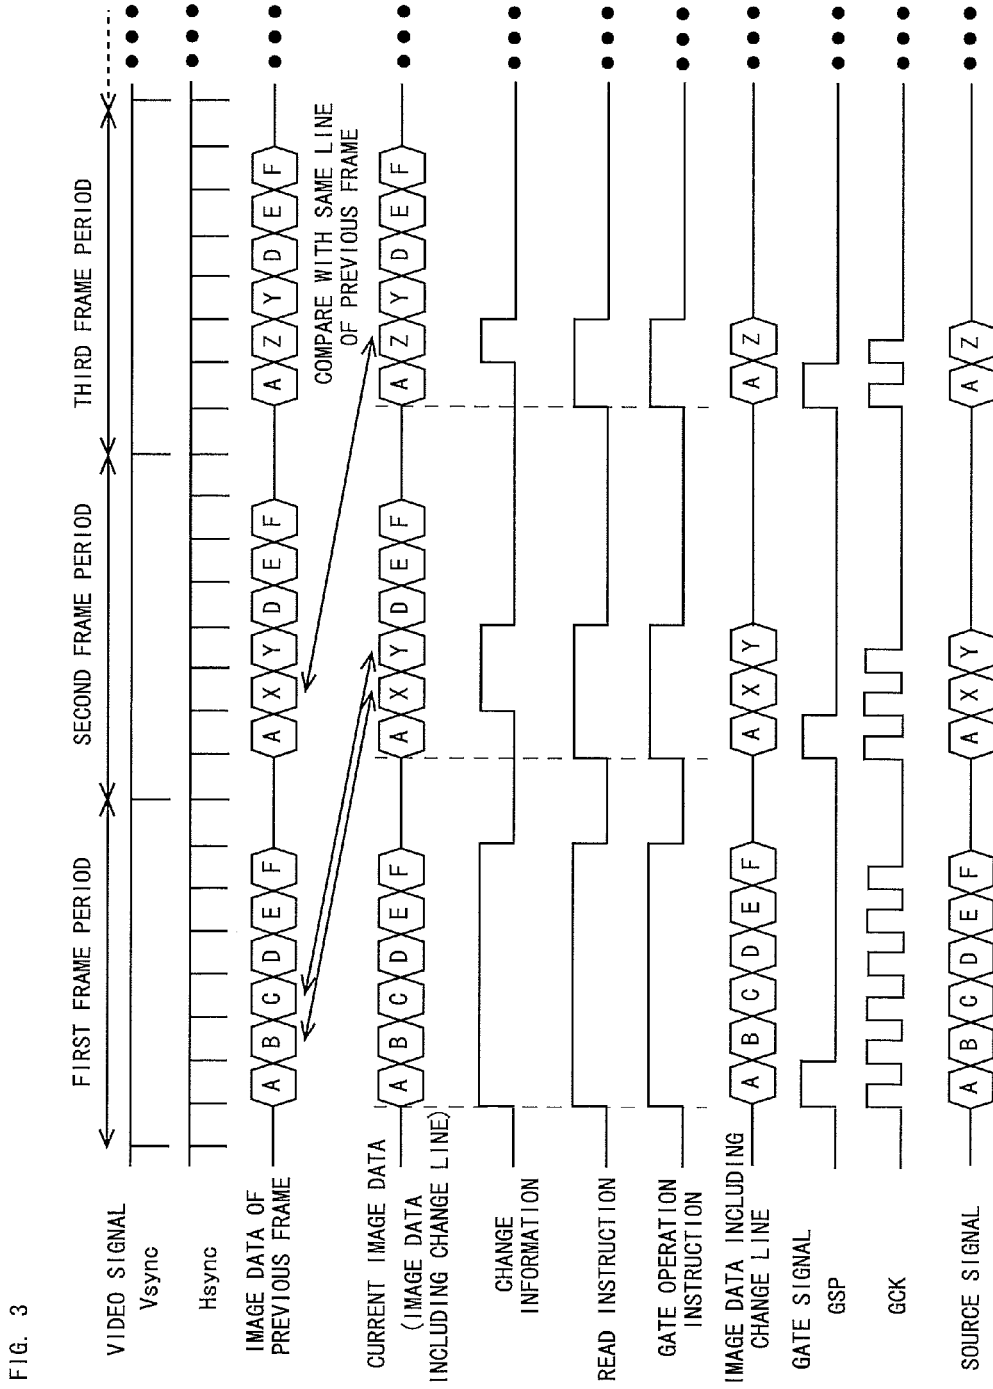 FIG. 3
FIRST FRAME PERIOD
SECOND FRAME PERIOD
THIRD FRAME PERIOD
VIDEO SIGNAL
Vsync
Hsync
IMAGE DATA OF
PREVIOUS FRAME
A B C D E F
A X Y D E F
A Z Y D E F
COMPARE WITH SAME LINE
OF PREVIOUS FRAME
CURRENT IMAGE DATA
(IMAGE DATA
INCLUDING CHANGE LINE)
A B C D E F
A X Y D E F
A Z Y D E F
CHANGE
INFORMATION
READ INSTRUCTION
GATE OPERATION
INSTRUCTION
IMAGE DATA INCLUDING
CHANGE LINE
A B C D E F
A X Y
A Z
GATE SIGNAL
GSP
GCK
SOURCE SIGNAL
A B C D E F
A X Y
A Z